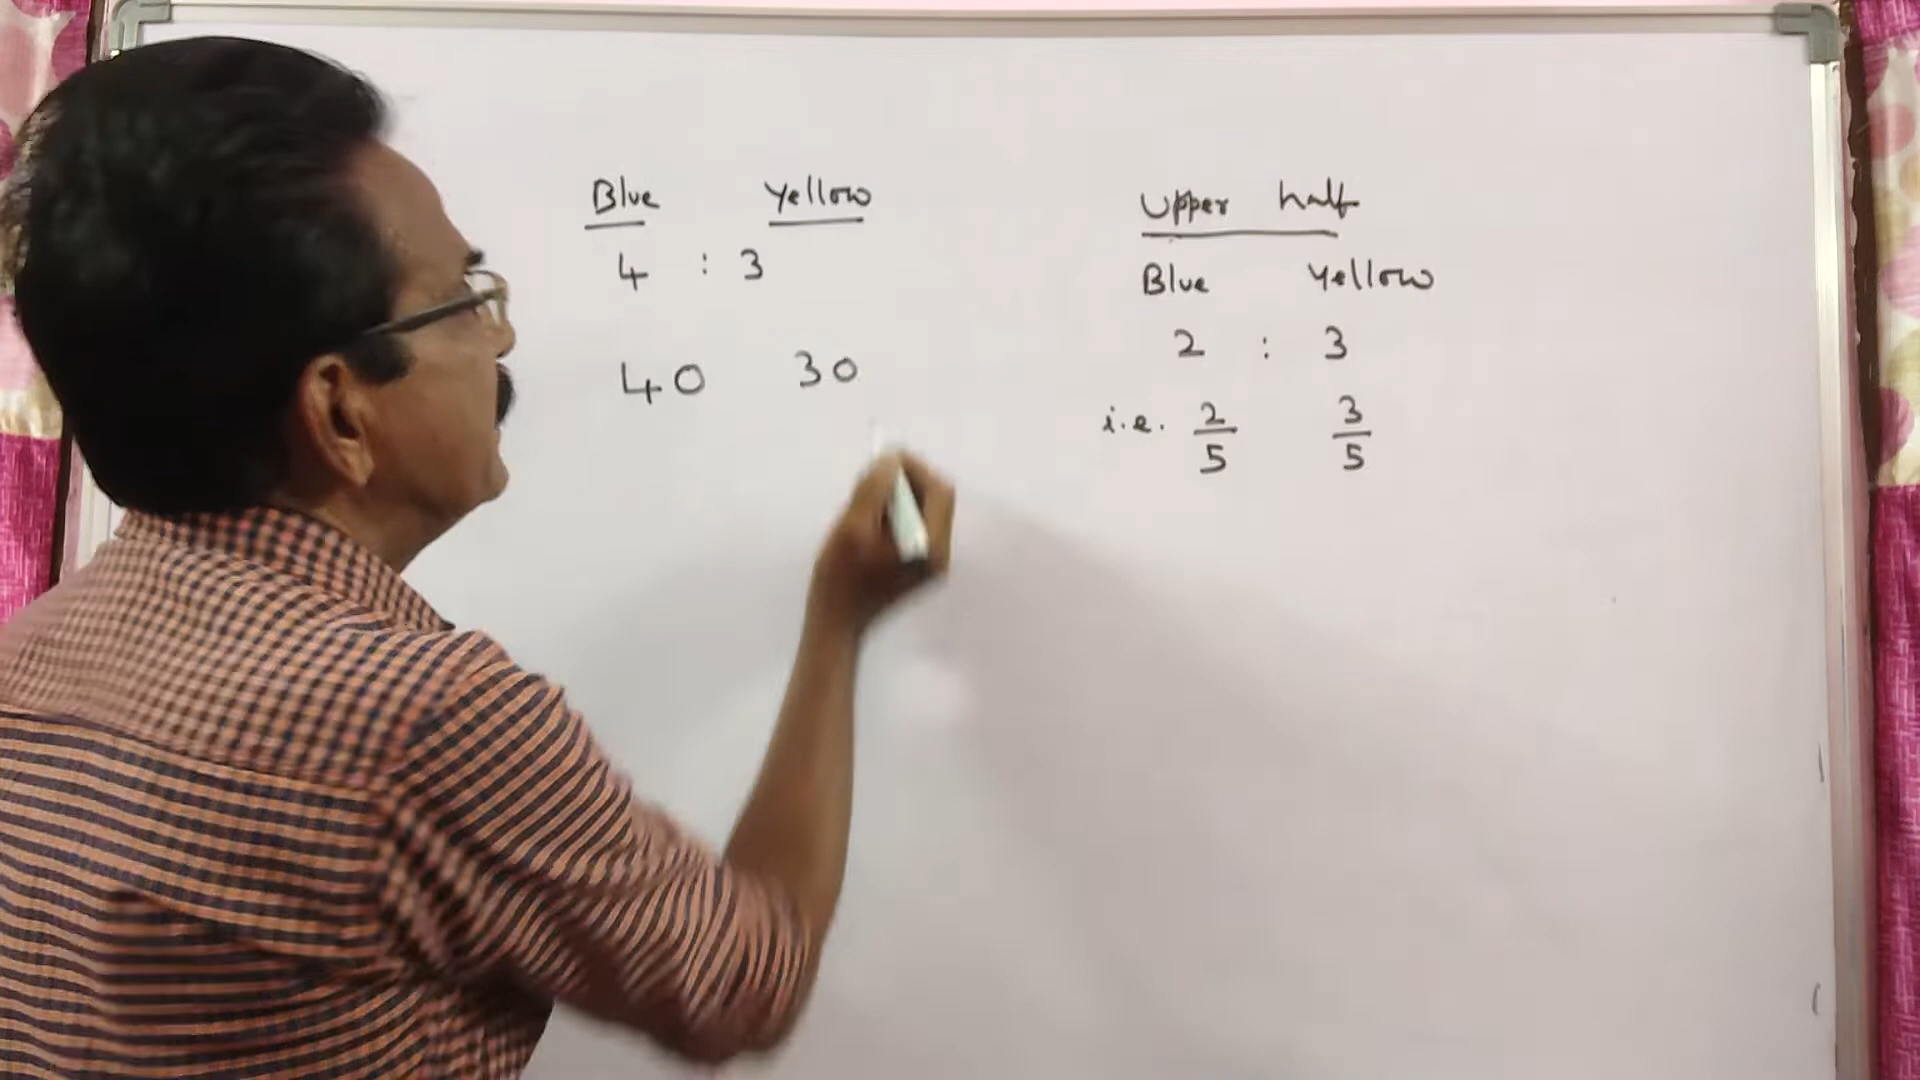 Blue Yellow
4 : 3
40 30
Upper half
Blue Yellow
2 : 3
i.e. 2/5 3/5